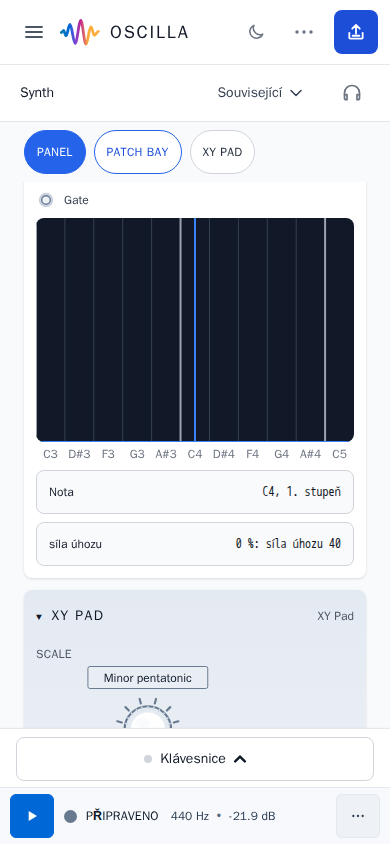 OSCILLA
Synth
Související
PANEL
PATCH BAY
XY PAD
Gate
C3 D#3 F3 G3 A#3 C4 D#4 F4 G4 A#4 C5
Nota
C4, 1. stupeň
síla úhozu
0 %: síla úhozu 40
▾ XY PAD
XY Pad
SCALE
Minor pentatonic
Klávesnice
PŘIPRAVENO 440 Hz • -21.9 dB